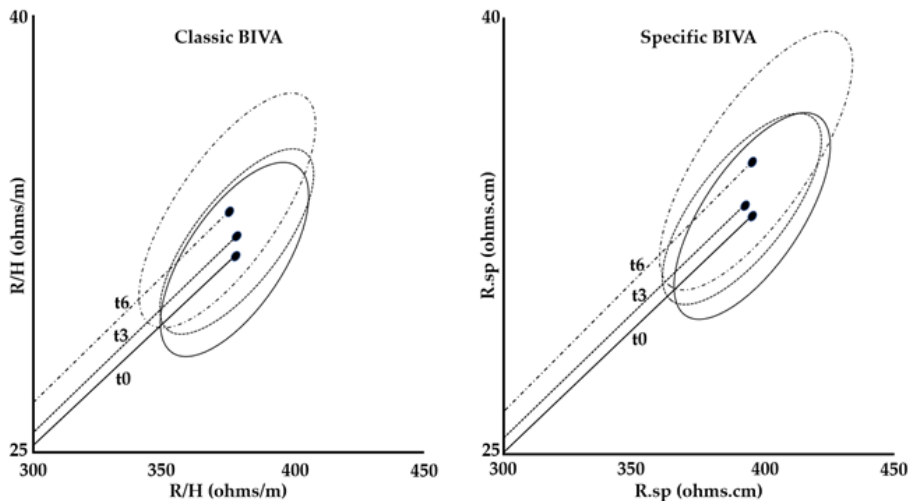 Classic BIVA
40
R/H (ohms/m)
t6
t3
t0
25
300
350
400
450
R/H (ohms/m)
Specific BIVA
40
R.sp (ohms.cm)
t6
t3
t0
25
300
350
400
450
R.sp (ohms.cm)